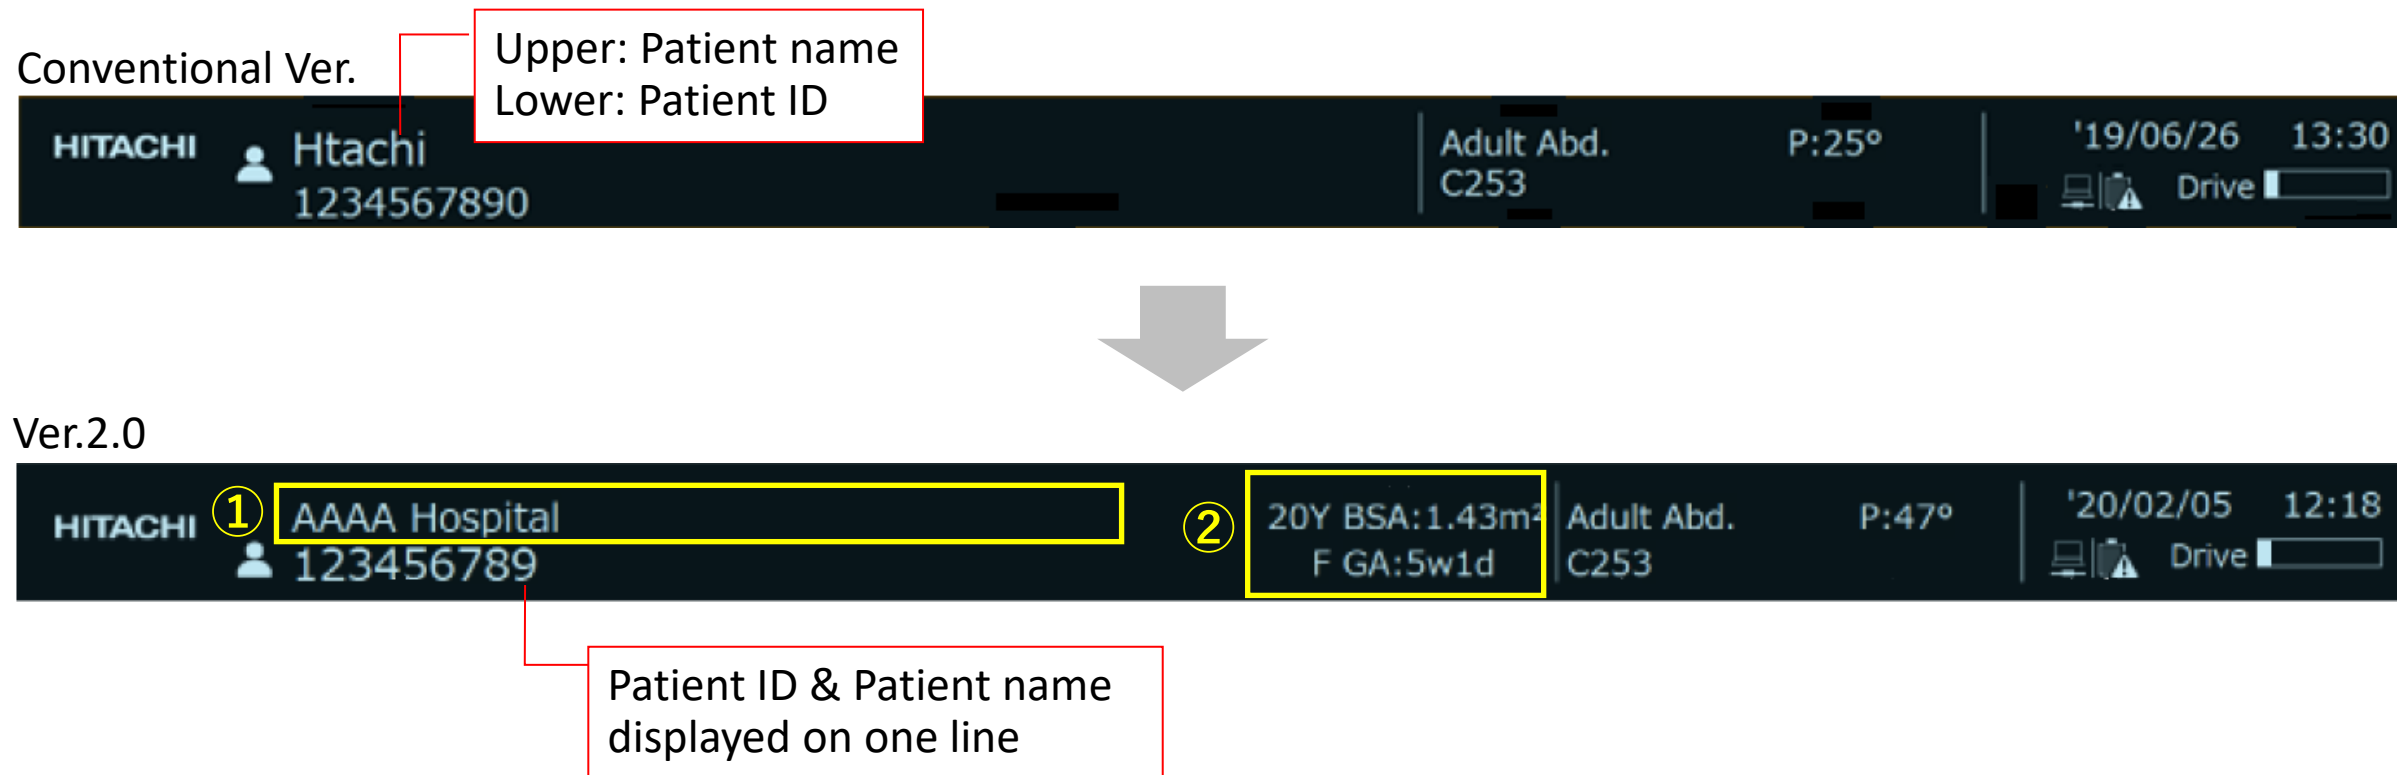 Upper: Patient name
Lower: Patient ID
Conventional Ver.
HITACHI
Htachi
1234567890
Adult Abd.
C253
P:25°
'19/06/26 13:30
Drive
Ver.2.0
HITACHI
① AAAA Hospital
123456789
② 20Y BSA:1.43m²
F GA:5w1d
Adult Abd.
C253
P:47°
'20/02/05 12:18
Drive
Patient ID & Patient name
displayed on one line